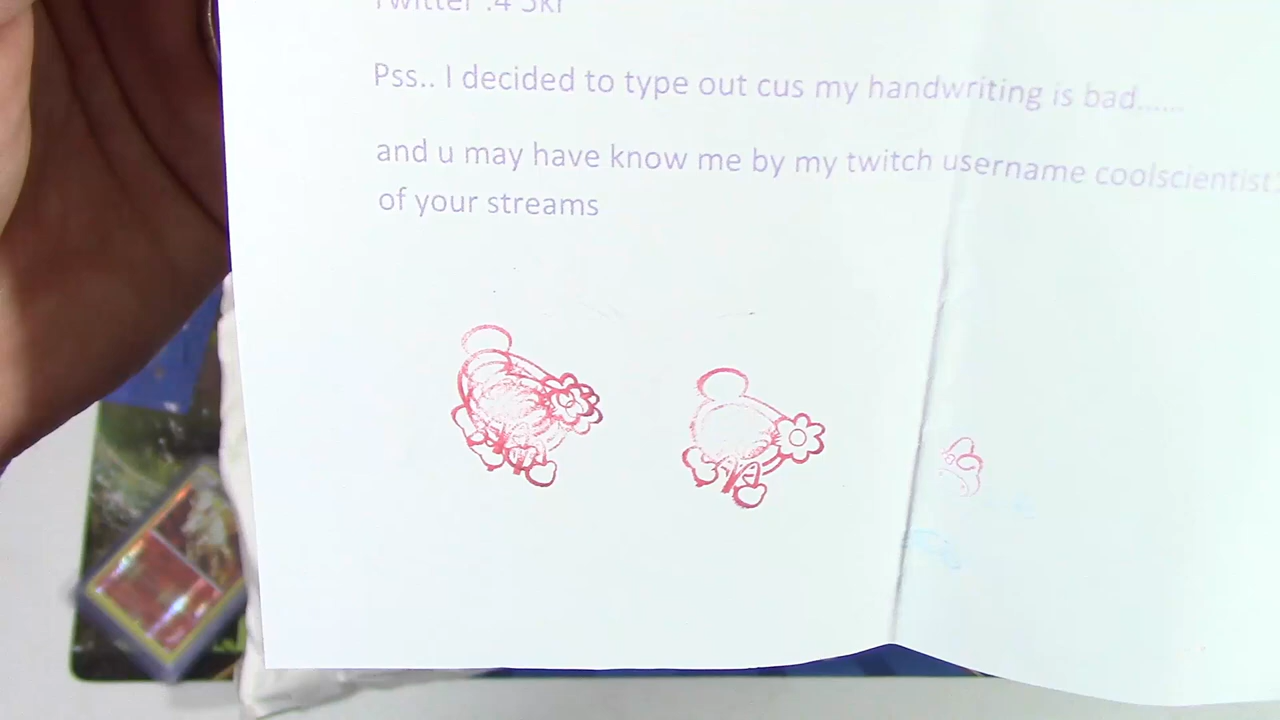 Twitter
Pss.. I decided to type out cus my handwriting is bad......
and u may have know me by my twitch username coolscientist
of your streams